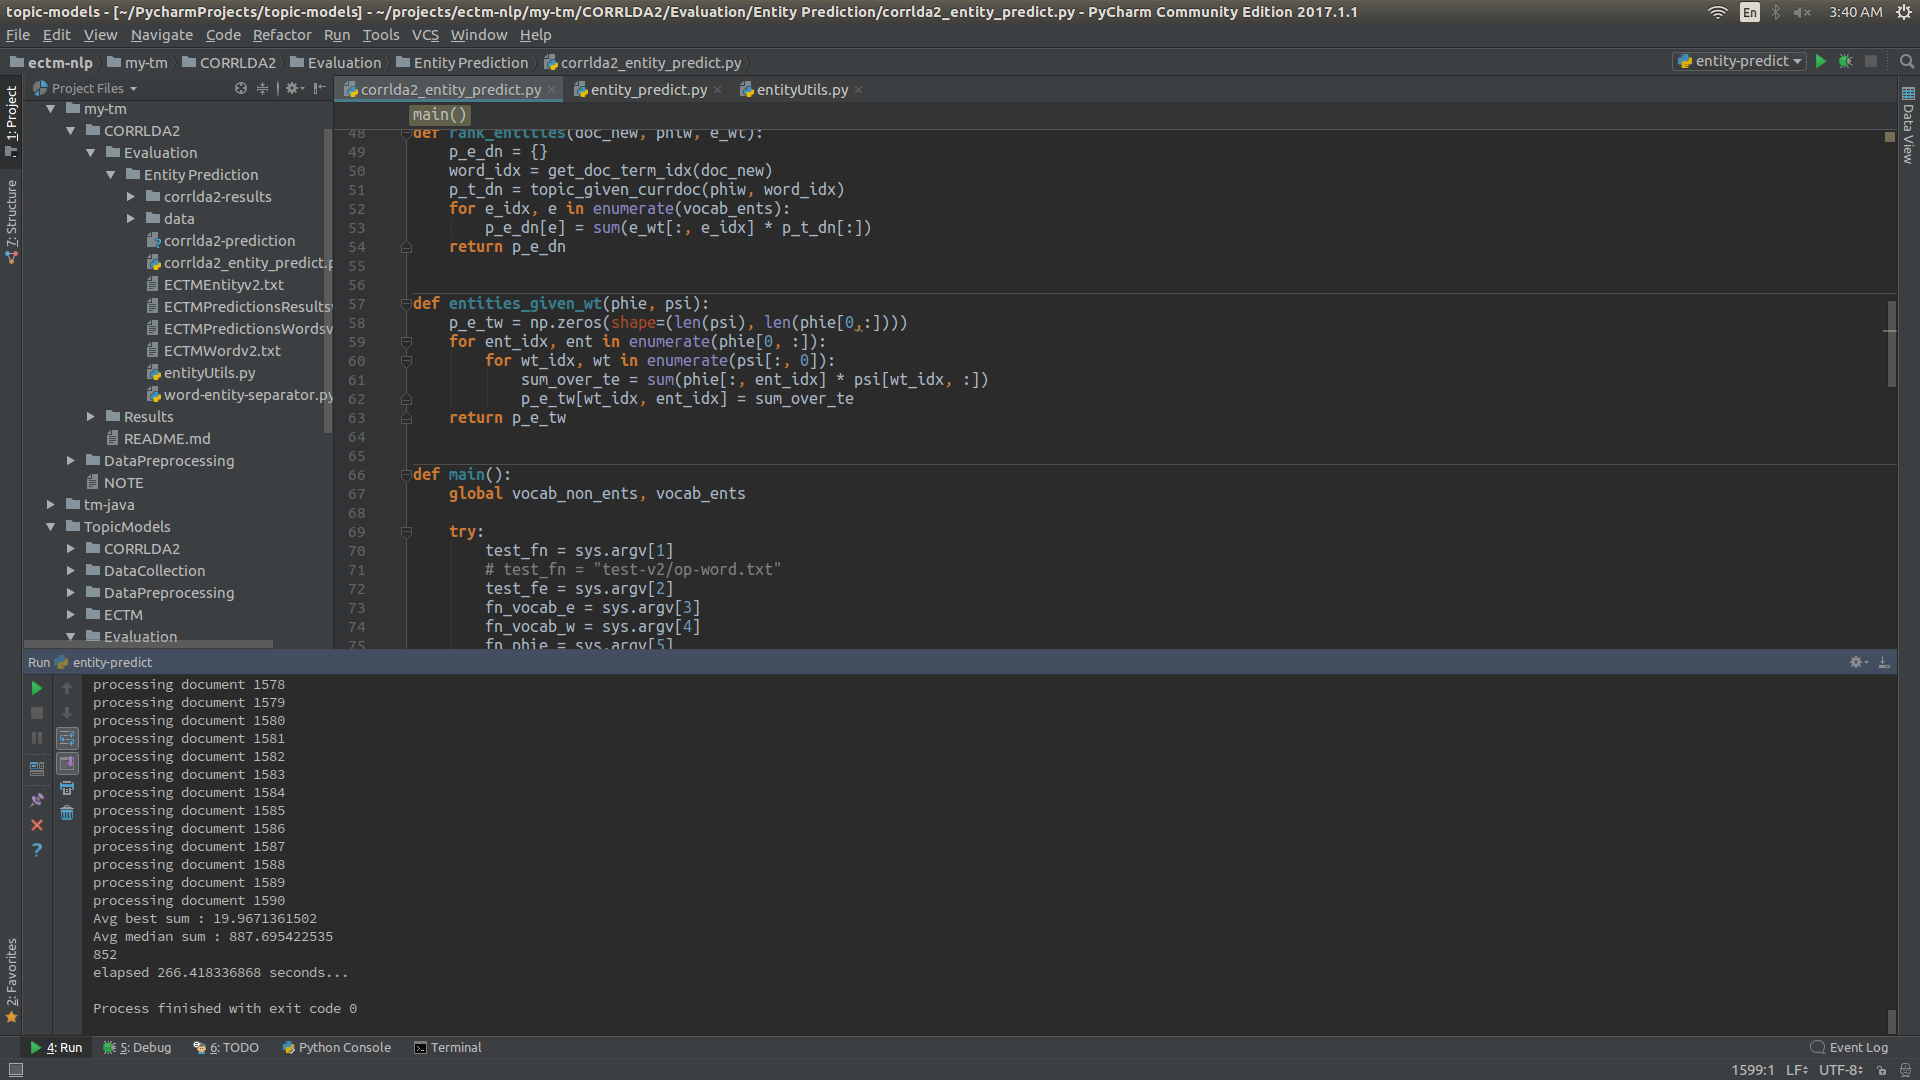 topic-models - [~/PycharmProjects/topic-models] - ~/projects/ectm-nlp/my-tm/CORRLDA2/Evaluation/Entity Prediction/corrlda2_entity_predict.py - PyCharm Community Edition 2017.1.1
En
3:40 AM
File Edit View Navigate Code Refactor Run Tools VCS Window Help
ectm-nlp my-tm CORRLDA2 Evaluation Entity Prediction corrlda2_entity_predict.py
entity-predict
Project Files
corrlda2_entity_predict.py entity_predict.py entityUtils.py
1: Project
7: Structure
2: Favorites
Data View
my-tm
CORRLDA2
Evaluation
Entity Prediction
corrlda2-results
data
corrlda2-prediction
corrlda2_entity_predict.p
ECTMEntityv2.txt
ECTMPredictionsResults
ECTMPredictionsWordsv
ECTMWordv2.txt
entityUtils.py
word-entity-separator.py
Results
README.md
DataPreprocessing
NOTE
tm-java
TopicModels
CORRLDA2
DataCollection
DataPreprocessing
ECTM
Evaluation
main()
48 def rank_entities(doc_new, phiw, e_wt):
49 p_e_dn = {}
50 word_idx = get_doc_term_idx(doc_new)
51 p_t_dn = topic_given_currdoc(phiw, word_idx)
52 for e_idx, e in enumerate(vocab_ents):
53 p_e_dn[e] = sum(e_wt[:, e_idx] * p_t_dn[:])
54 return p_e_dn
55
56
57 def entities_given_wt(phie, psi):
58 p_e_tw = np.zeros(shape=(len(psi), len(phie[0,:])))
59 for ent_idx, ent in enumerate(phie[0, :]):
60 for wt_idx, wt in enumerate(psi[:, 0]):
61 sum_over_te = sum(phie[:, ent_idx] * psi[wt_idx, :])
62 p_e_tw[wt_idx, ent_idx] = sum_over_te
63 return p_e_tw
64
65
66 def main():
67 global vocab_non_ents, vocab_ents
68
69 try:
70 test_fn = sys.argv[1]
71 # test_fn = "test-v2/op-word.txt"
72 test_fe = sys.argv[2]
73 fn_vocab_e = sys.argv[3]
74 fn_vocab_w = sys.argv[4]
75 fn_phie = sys.argv[5]
Run entity-predict
processing document 1578
processing document 1579
processing document 1580
processing document 1581
processing document 1582
processing document 1583
processing document 1584
processing document 1585
processing document 1586
processing document 1587
processing document 1588
processing document 1589
processing document 1590
Avg best sum : 19.9671361502
Avg median sum : 887.695422535
852
elapsed 266.418336868 seconds...
Process finished with exit code 0
4: Run 5: Debug 6: TODO Python Console Terminal Event Log
1599:1 LF UTF-8